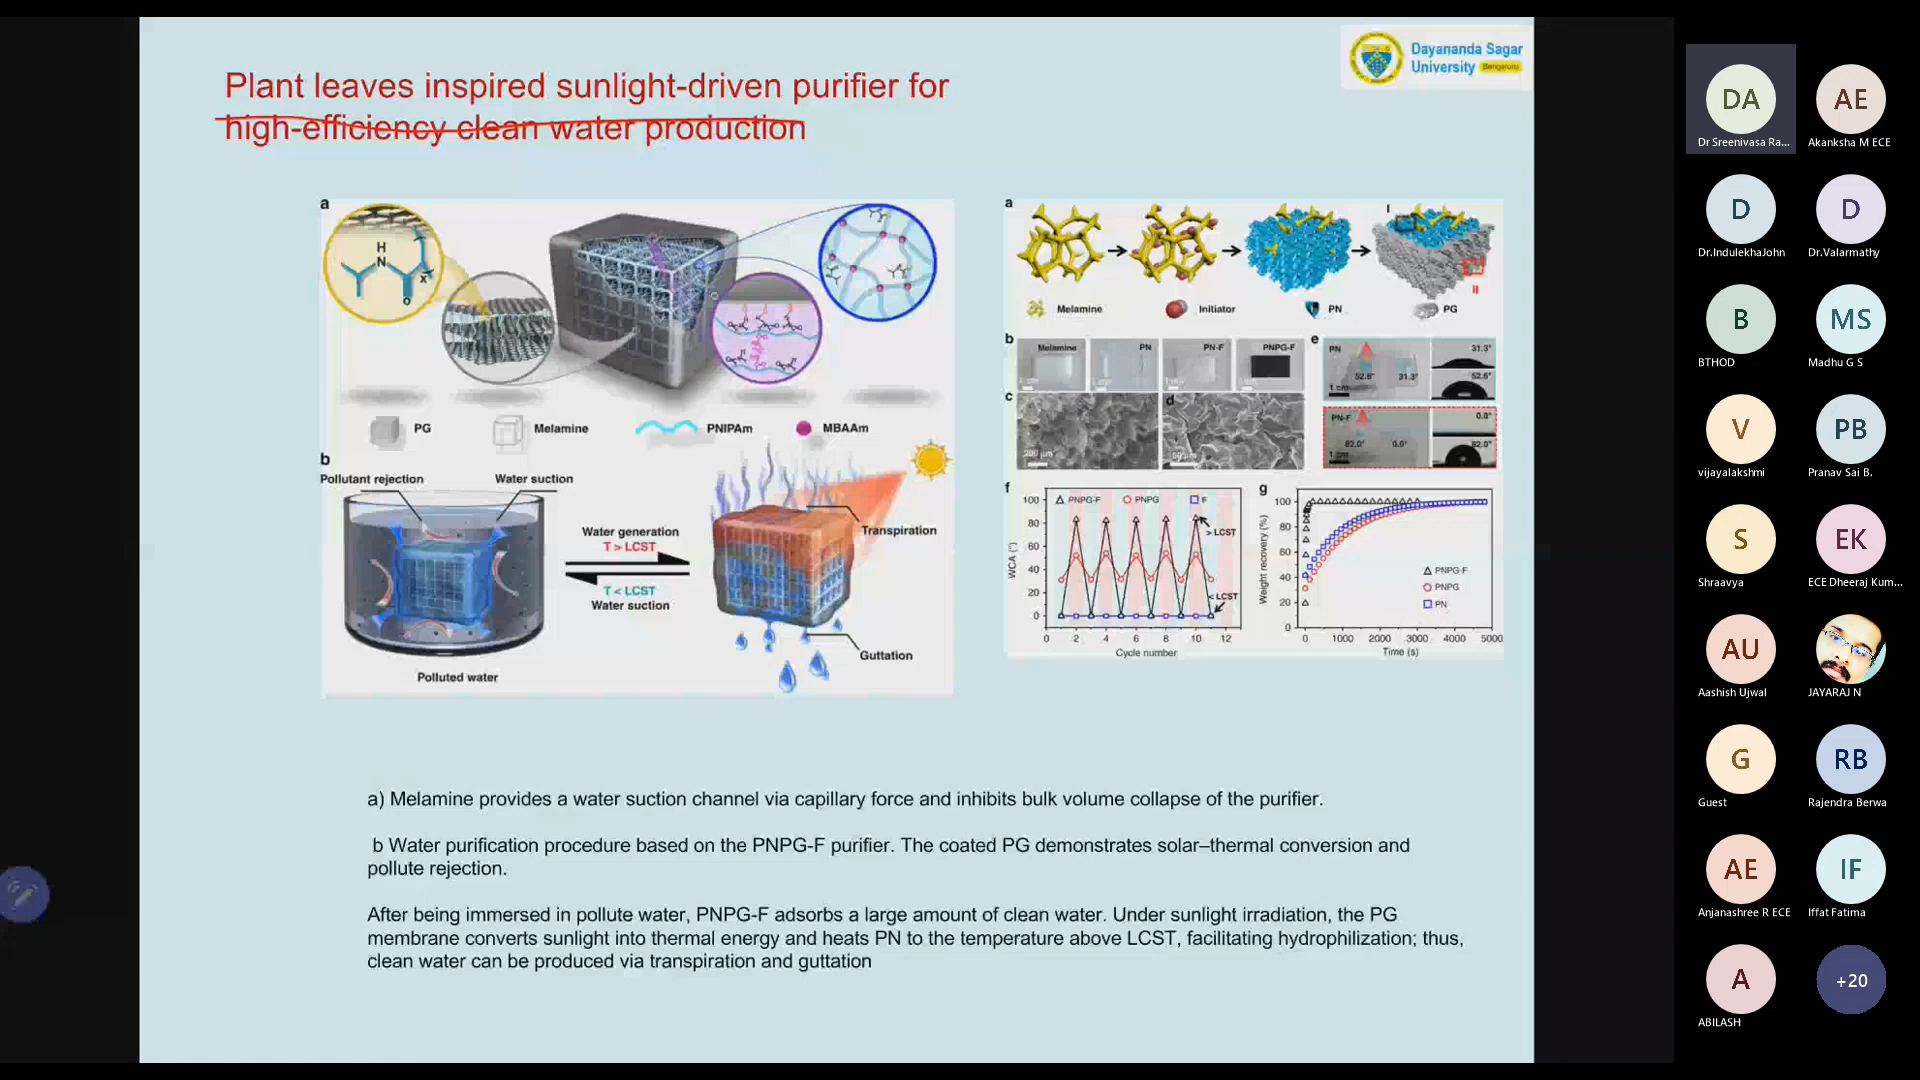 Plant leaves inspired sunlight-driven purifier for
high-efficiency clean water production
Dayananda Sagar
University Bengaluru
a
H
N
O
x
PG
Melamine
PNIPAm
MBAAm
b
Pollutant rejection
Water suction
Water generation
T > LCST
T < LCST
Water suction
Transpiration
Guttation
Polluted water
a
I
II
Melamine
Initiator
PN
PG
b
Melamine
PN
PN-F
PNPG-F
e
PN
52.6°
31.3°
1 cm
31.3°
52.6°
c
d
PN-F
82.0°
0.0°
1 cm
0.0°
82.0°
200 µm
50 µm
f
PNPG-F
PNPG
F
> LCST
< LCST
WCA (°)
100
80
60
40
20
0
0 2 4 6 8 10 12
Cycle number
g
Weight recovery (%)
100
80
60
40
20
0
PNPG-F
PNPG
PN
0 1000 2000 3000 4000 5000
Time (s)
a) Melamine provides a water suction channel via capillary force and inhibits bulk volume collapse of the purifier.
b Water purification procedure based on the PNPG-F purifier. The coated PG demonstrates solar–thermal conversion and
pollute rejection.
After being immersed in pollute water, PNPG-F adsorbs a large amount of clean water. Under sunlight irradiation, the PG
membrane converts sunlight into thermal energy and heats PN to the temperature above LCST, facilitating hydrophilization; thus,
clean water can be produced via transpiration and guttation
DA
Dr Sreenivasa Ra...
AE
Akanksha M ECE
D
Dr.IndulekhaJohn
D
Dr.Valarmathy
B
BTHOD
MS
Madhu G S
V
vijayalakshmi
PB
Pranav Sai B.
S
Shraavya
EK
ECE Dheeraj Kum...
AU
Aashish Ujwal
JAYARAJ N
G
Guest
RB
Rajendra Berwa
AE
Anjanashree R ECE
IF
Iffat Fatima
A
ABILASH
+20